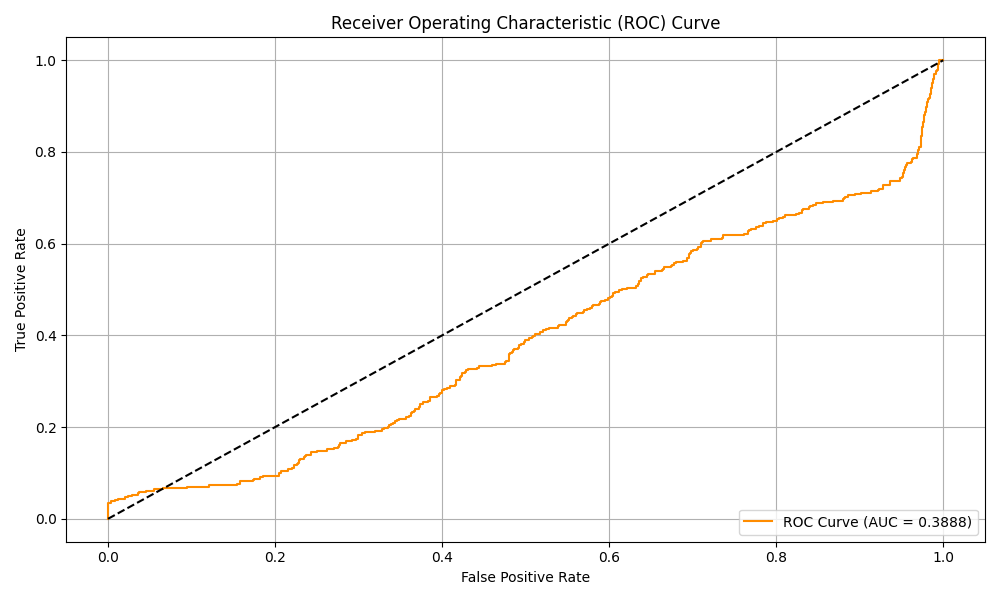 Receiver Operating Characteristic (ROC) Curve
True Positive Rate
1.0
0.8
0.6
0.4
0.2
0.0
0.0 0.2 0.4 0.6 0.8 1.0
False Positive Rate
ROC Curve (AUC = 0.3888)